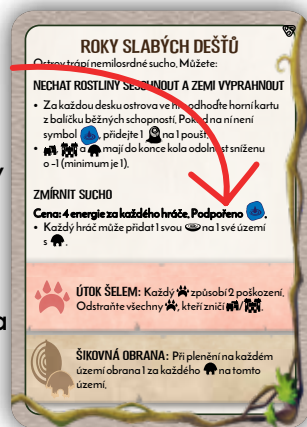 ROKY SLABÝCH DEŠŤŮ
Ostrov trápí nemilosrdné sucho. Můžete:
NECHAT ROSTLINY SESCHNOUT A ZEMI VYPRAHNOUT
• Za každou desku ostrova ve hře odhoďte horní kartu
z balíčku běžných schopností. Pokud na ní není
symbol , přidejte 1 na 1 poušť.
• a mají do konce kola odolnost sníženu
o -1 (minimum je 1).
ZMÍRNIT SUCHO
Cena: 4 energie za každého hráče, Podpořeno .
• Každý hráč může přidat 1 svou na 1 své území
s .
ÚTOK ŠELEM: Každý způsobí 2 poškození.
Odstraňte všechny , kteří zničí / .
ŠIKOVNÁ OBRANA: Při plenění na každém
území obrana 1 za každého na tomto
území.